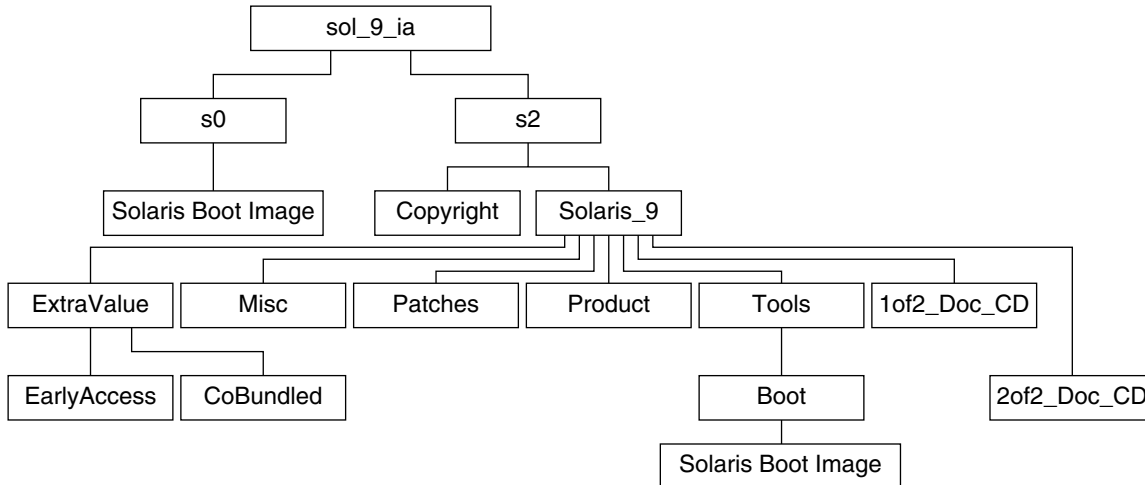 sol_9_ia
s0
s2
Solaris Boot Image
Copyright
Solaris_9
ExtraValue
Misc
Patches
Product
Tools
1of2_Doc_CD
EarlyAccess
CoBundled
Boot
2of2_Doc_CD
Solaris Boot Image